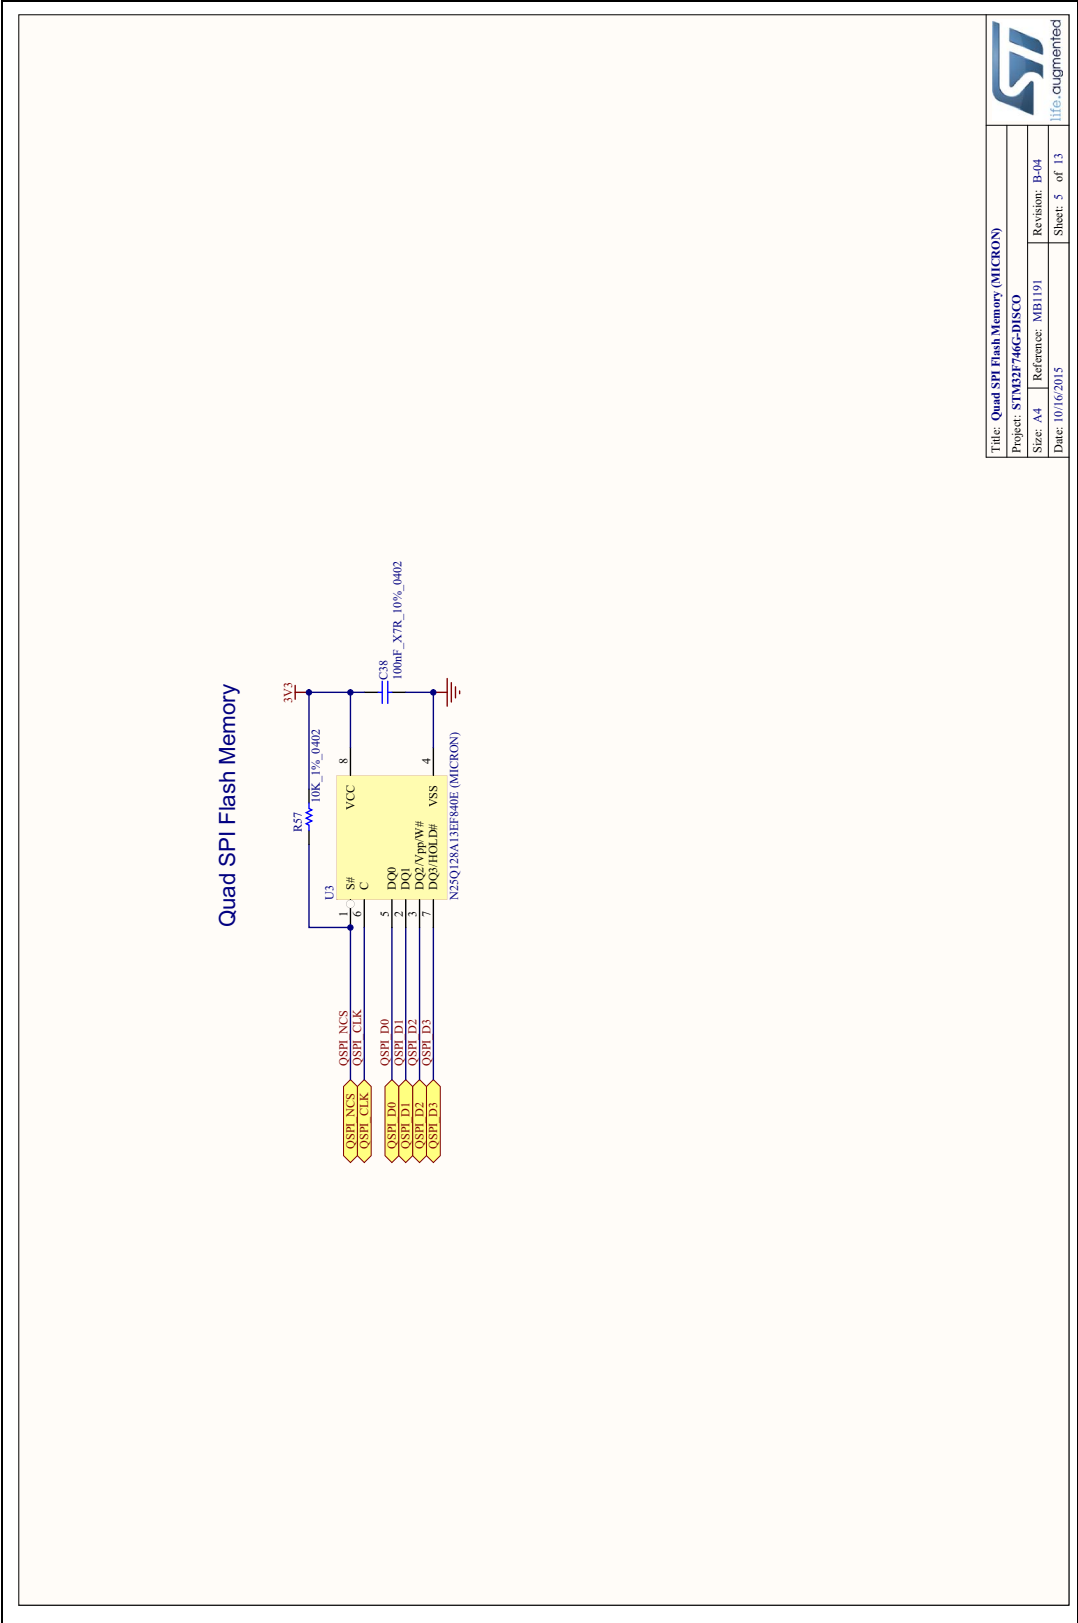 Quad SPI Flash Memory
3V3
R57
10K_1%_0402
U3
QSPI_NCS
QSPI_NCS
1
S#
VCC
8
QSPI_CLK
QSPI_CLK
6
C
C38
100nF_X7R_10%_0402
QSPI_D0
QSPI_D0
5
DQ0
QSPI_D1
QSPI_D1
2
DQ1
QSPI_D2
QSPI_D2
3
DQ2/Vpp/W#
QSPI_D3
QSPI_D3
7
DQ3/HOLD#
VSS
4
N25Q128A13EF840E (MICRON)
Title: Quad SPI Flash Memory (MICRON)
Project: STM32F746G-DISCO
Size: A4 Reference: MB1191 Revision: B-04
Date: 10/16/2015 Sheet: 5 of 13
ST
life.augmented